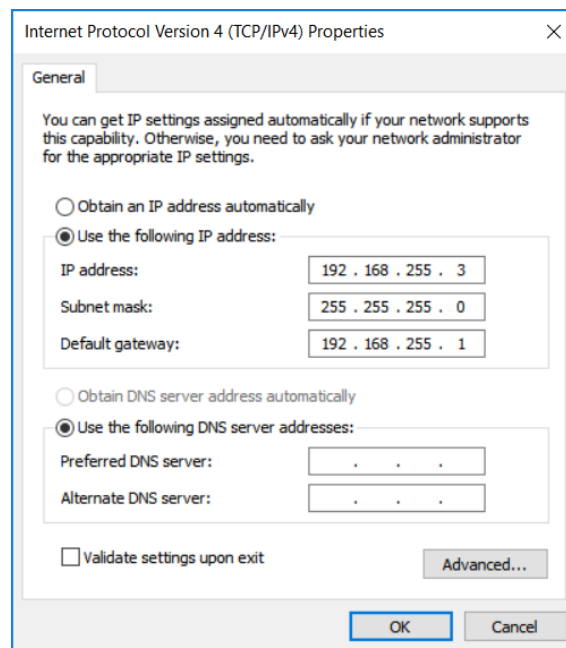 Internet Protocol Version 4 (TCP/IPv4) Properties
General
You can get IP settings assigned automatically if your network supports
this capability. Otherwise, you need to ask your network administrator
for the appropriate IP settings.
Obtain an IP address automatically
Use the following IP address:
IP address: 192 . 168 . 255 . 3
Subnet mask: 255 . 255 . 255 . 0
Default gateway: 192 . 168 . 255 . 1
Obtain DNS server address automatically
Use the following DNS server addresses:
Preferred DNS server: . . .
Alternate DNS server: . . .
Validate settings upon exit
Advanced...
OK Cancel